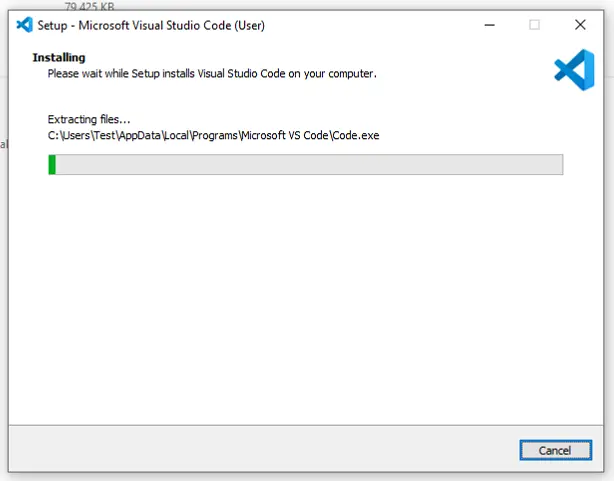 79,425 KB
Setup - Microsoft Visual Studio Code (User)
Installing
Please wait while Setup installs Visual Studio Code on your computer.
Extracting files...
C:\Users\Test\AppData\Local\Programs\Microsoft VS Code\Code.exe
Cancel